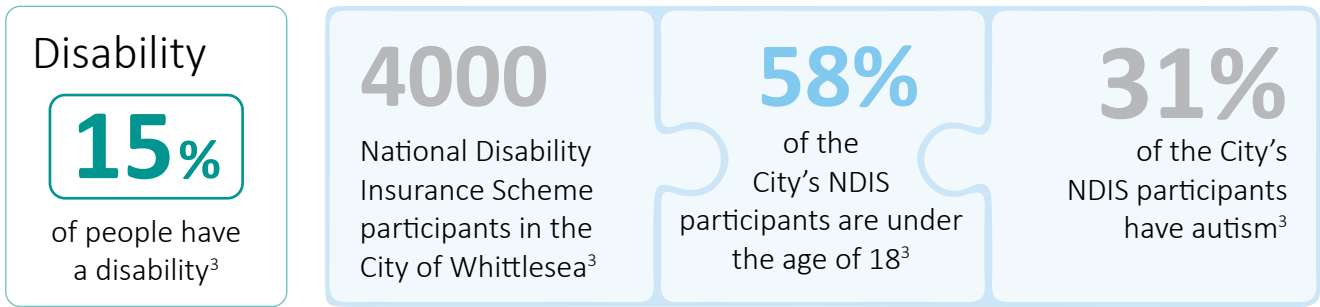 Disability
15%
of people have
a disability³
4000
National Disability
Insurance Scheme
participants in the
City of Whittlesea³
58%
of the
City’s NDIS
participants are under
the age of 18³
31%
of the City’s
NDIS participants
have autism³